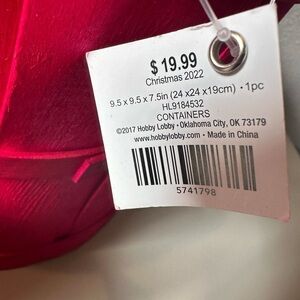 $ 19.99
Christmas 2022
9.5 x 9.5 x 7.5in (24 x24 x19cm) • 1pc
HL9184532
CONTAINERS
©2017 Hobby Lobby • Oklahoma City, OK 73179
www.hobbylobby.com • Made in China
5741798